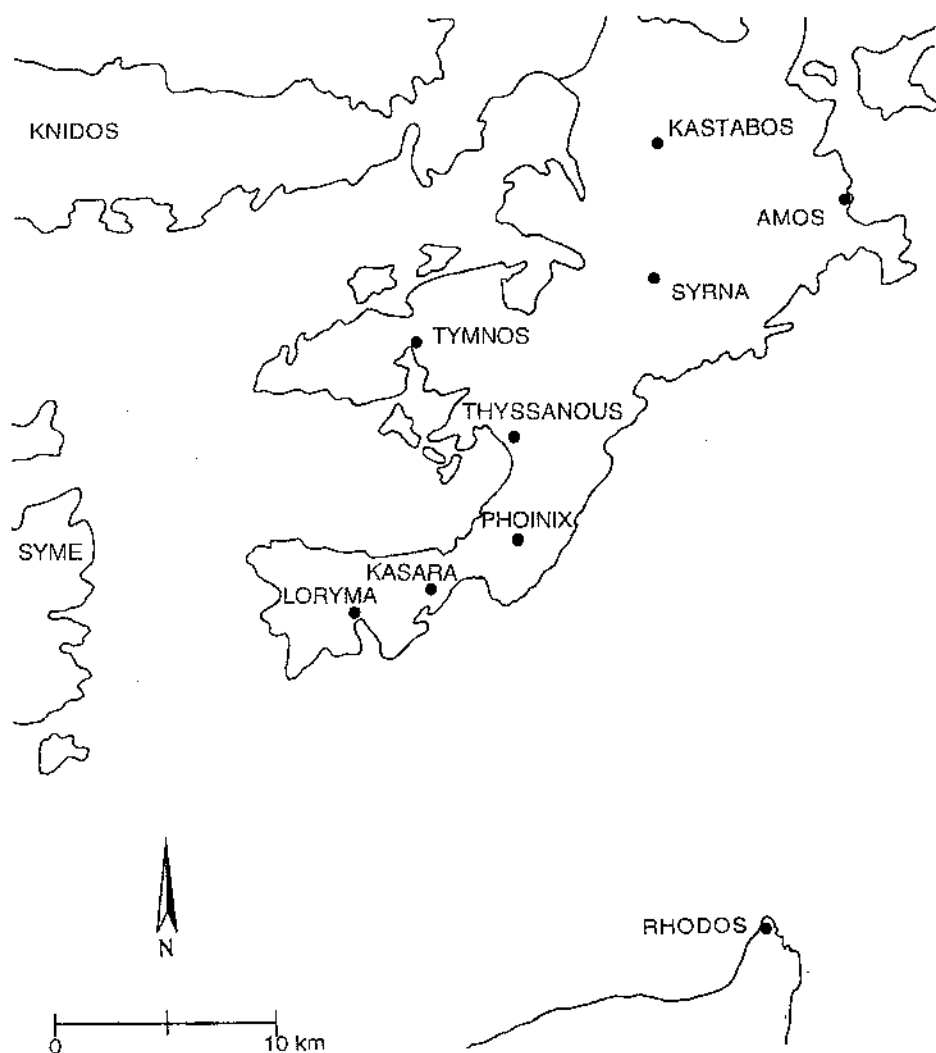 KNIDOS
KASTABOS
AMOS
SYRNA
TYMNOS
THYSSANOUS
PHOINIX
SYME
KASARA
LORYMA
RHODOS
N
0
10 km